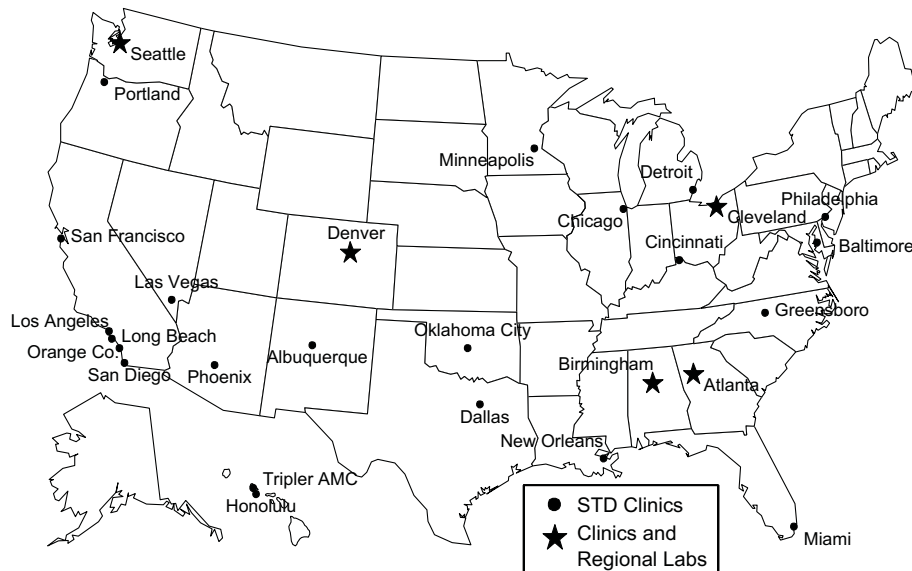 Seattle
Portland
Minneapolis
Detroit
Philadelphia
Chicago
Cleveland
San Francisco
Denver
Cincinnati
Baltimore
Las Vegas
Los Angeles
Long Beach
Orange Co.
San Diego
Phoenix
Albuquerque
Oklahoma City
Greensboro
Birmingham
Atlanta
Dallas
New Orleans
Tripler AMC
Honolulu
Miami
STD Clinics
Clinics and
Regional Labs